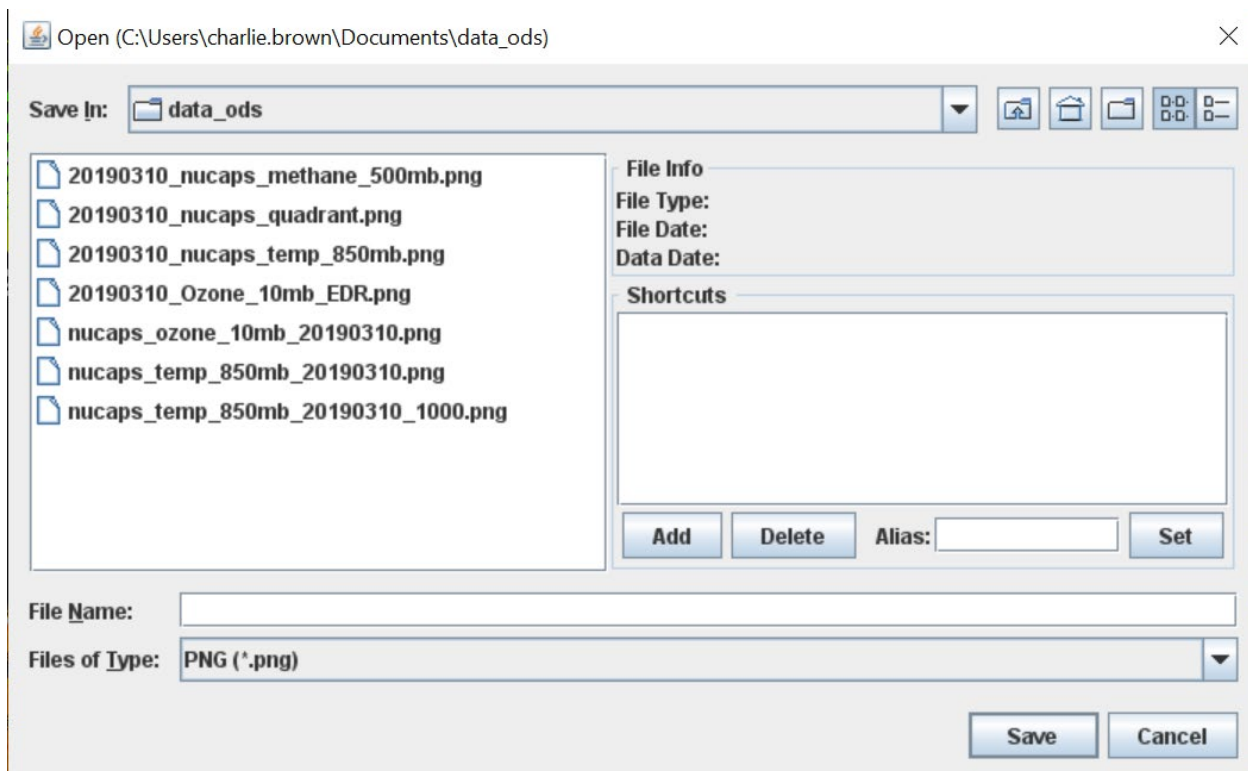 Open (C:\Users\charlie.brown\Documents\data_ods)
Save In: data_ods
20190310_nucaps_methane_500mb.png
20190310_nucaps_quadrant.png
20190310_nucaps_temp_850mb.png
20190310_Ozone_10mb_EDR.png
nucaps_ozone_10mb_20190310.png
nucaps_temp_850mb_20190310.png
nucaps_temp_850mb_20190310_1000.png
File Info
File Type:
File Date:
Data Date:
Shortcuts
Add Delete Alias: Set
File Name:
Files of Type: PNG (*.png)
Save Cancel